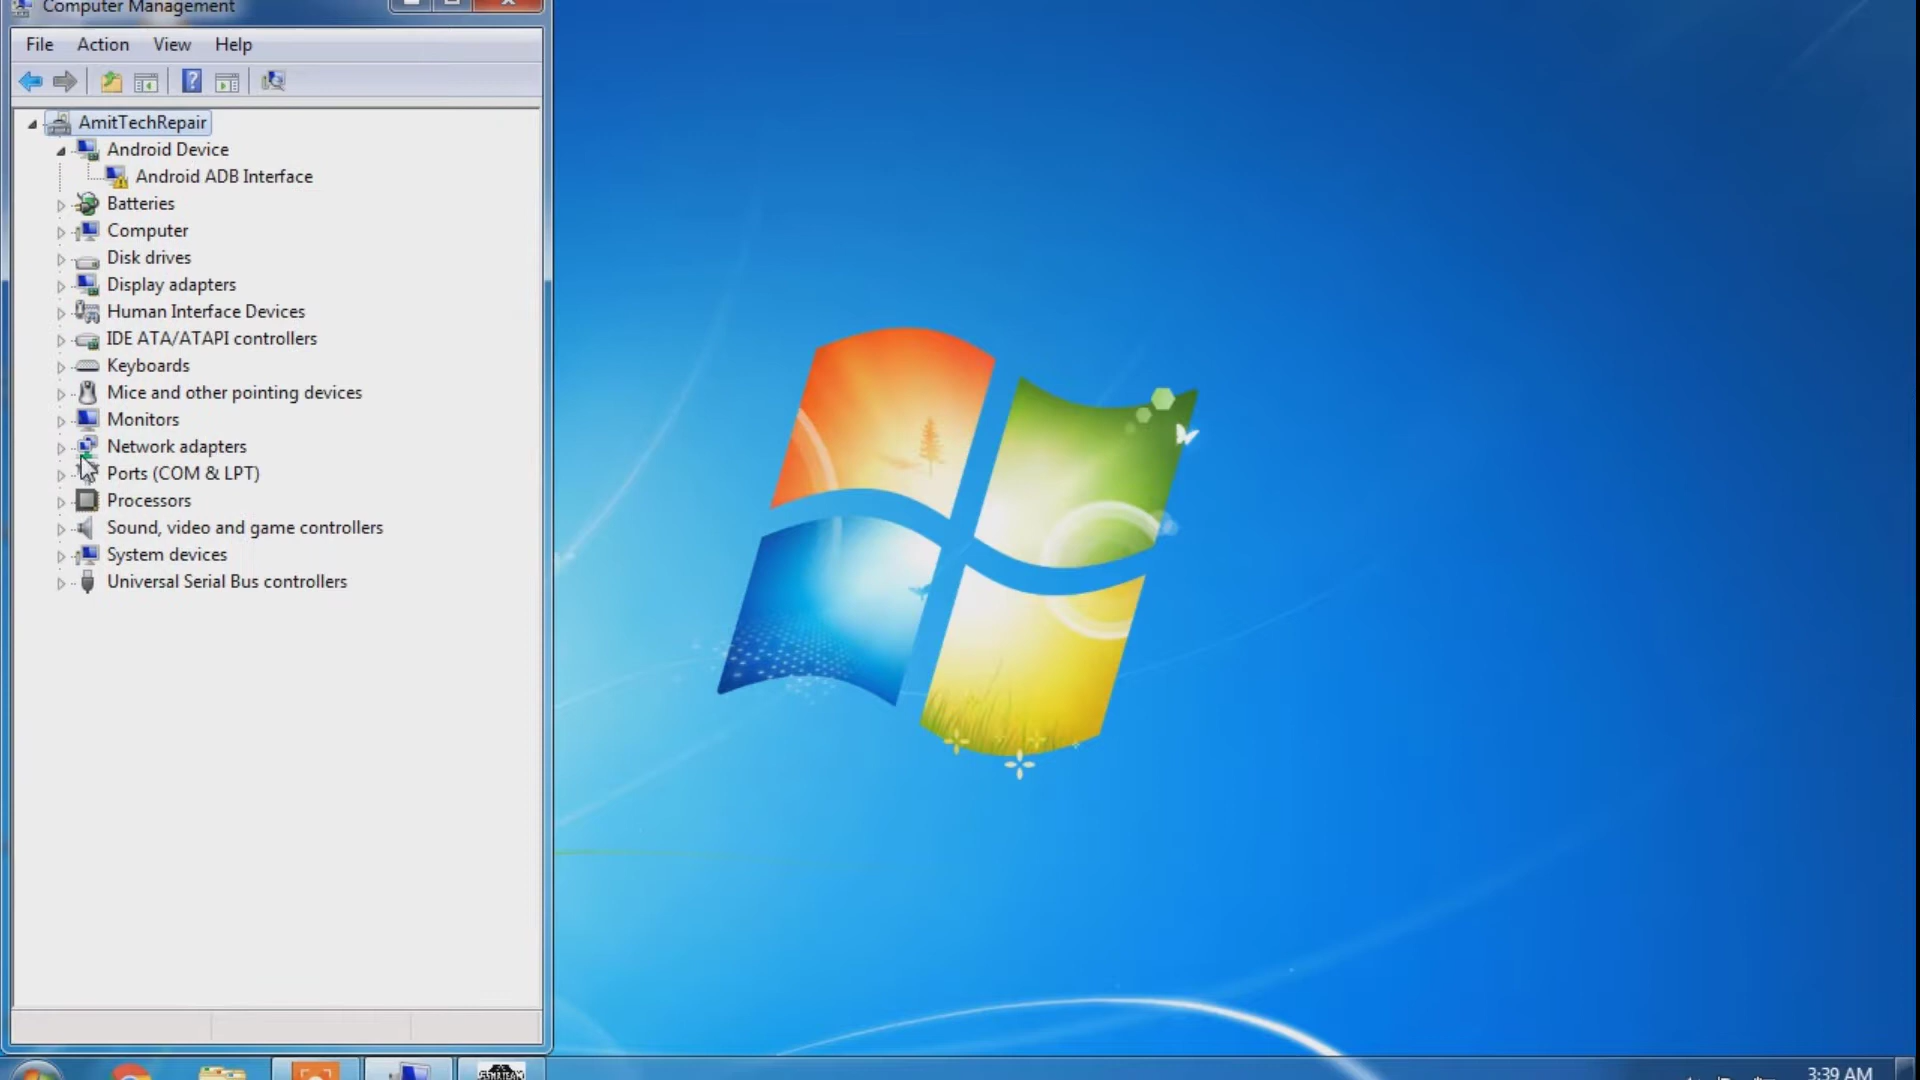 Computer Management
File Action View Help
AmitTechRepair
Android Device
Android ADB Interface
Batteries
Computer
Disk drives
Display adapters
Human Interface Devices
IDE ATA/ATAPI controllers
Keyboards
Mice and other pointing devices
Monitors
Network adapters
Ports (COM & LPT)
Processors
Sound, video and game controllers
System devices
Universal Serial Bus controllers
3:39 AM